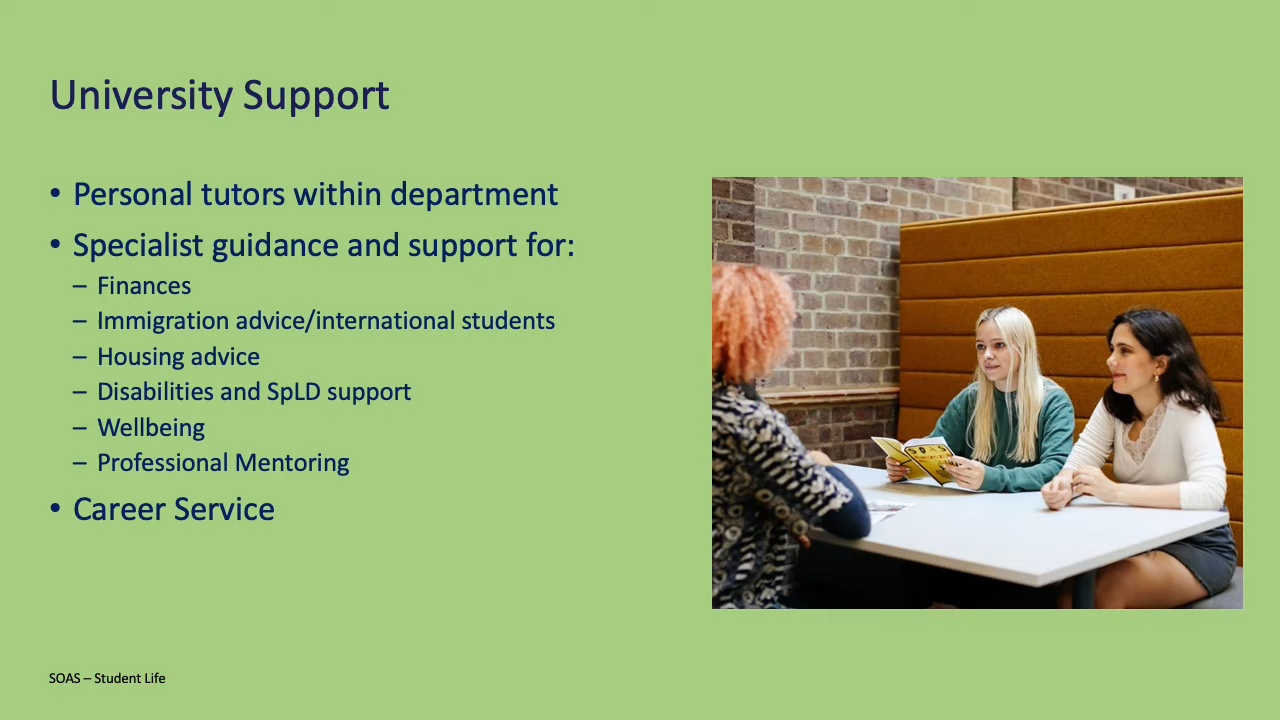 University Support
• Personal tutors within department
• Specialist guidance and support for:
– Finances
– Immigration advice/international students
– Housing advice
– Disabilities and SpLD support
– Wellbeing
– Professional Mentoring
• Career Service
SOAS
SOAS – Student Life